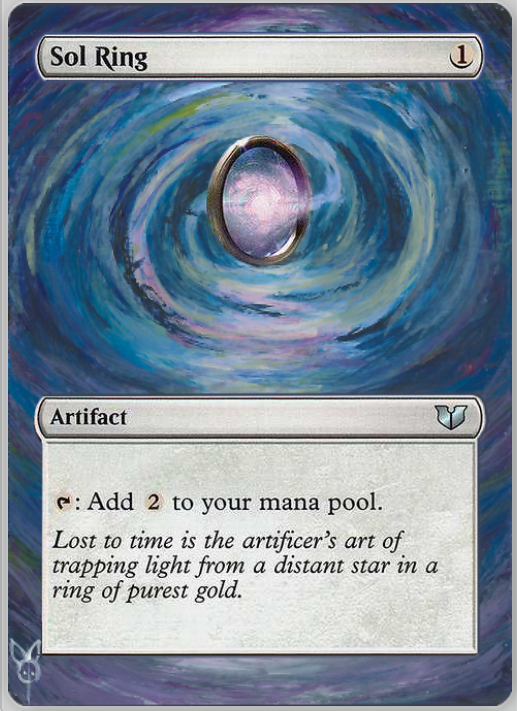 Sol Ring 1
Artifact
: Add 2 to your mana pool.
Lost to time is the artificer's art of
trapping light from a distant star in a
ring of purest gold.